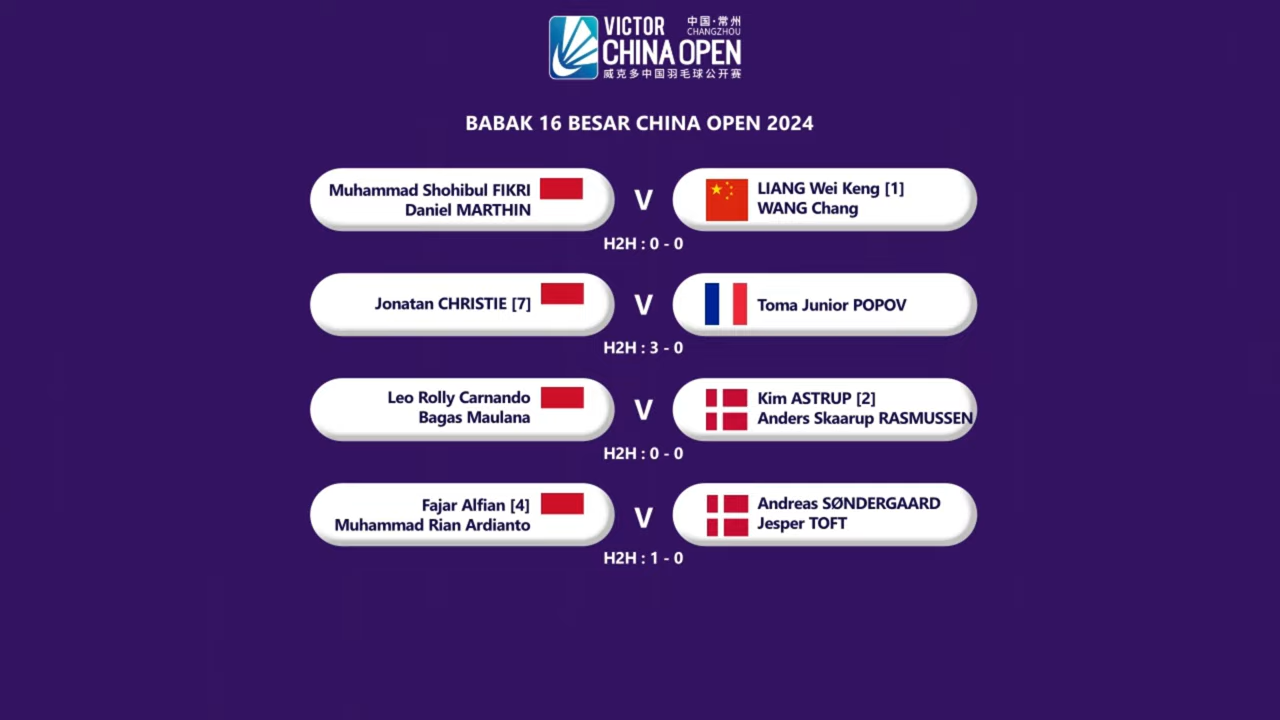 VICTOR 中国·常州
CHANGZHOU
CHINA OPEN
威克多中国羽毛球公开赛
BABAK 16 BESAR CHINA OPEN 2024
Muhammad Shohibul FIKRI
Daniel MARTHIN
V
LIANG Wei Keng [1]
WANG Chang
H2H : 0 - 0
Jonatan CHRISTIE [7]
V
Toma Junior POPOV
H2H : 3 - 0
Leo Rolly Carnando
Bagas Maulana
V
Kim ASTRUP [2]
Anders Skaarup RASMUSSEN
H2H : 0 - 0
Fajar Alfian [4]
Muhammad Rian Ardianto
V
Andreas SØNDERGAARD
Jesper TOFT
H2H : 1 - 0